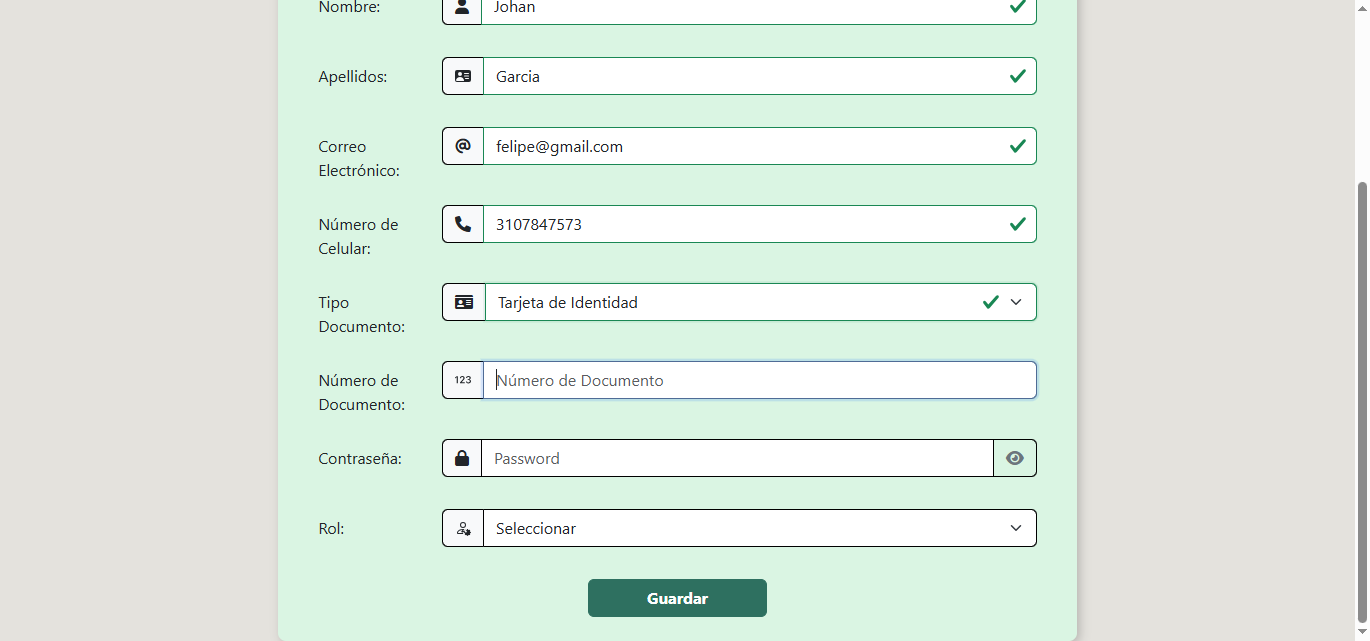 Nombre: Johan
Apellidos: Garcia
Correo
Electrónico: felipe@gmail.com
Número de
Celular: 3107847573
Tipo
Documento: Tarjeta de Identidad
Número de
Documento: 123 Número de Documento
Contraseña: Password
Rol: Seleccionar
Guardar